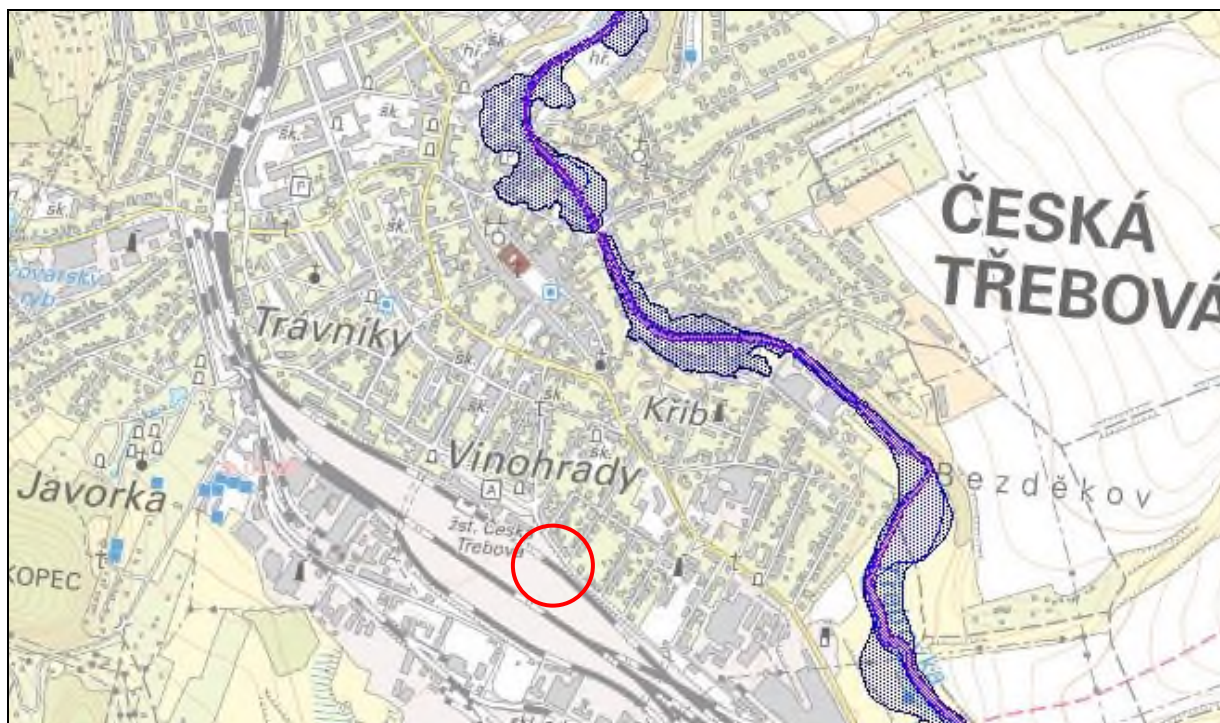 hř.
hř.
šk.
šk.
šk.
P
šk.
šk.
ČESKÁ
TŘEBOVÁ
Trávníky
šk.
šk.
Křib
šk.
Vinohrady
Bezděkov
Javorka
A
žst. Česká
Třebová
KOPEC